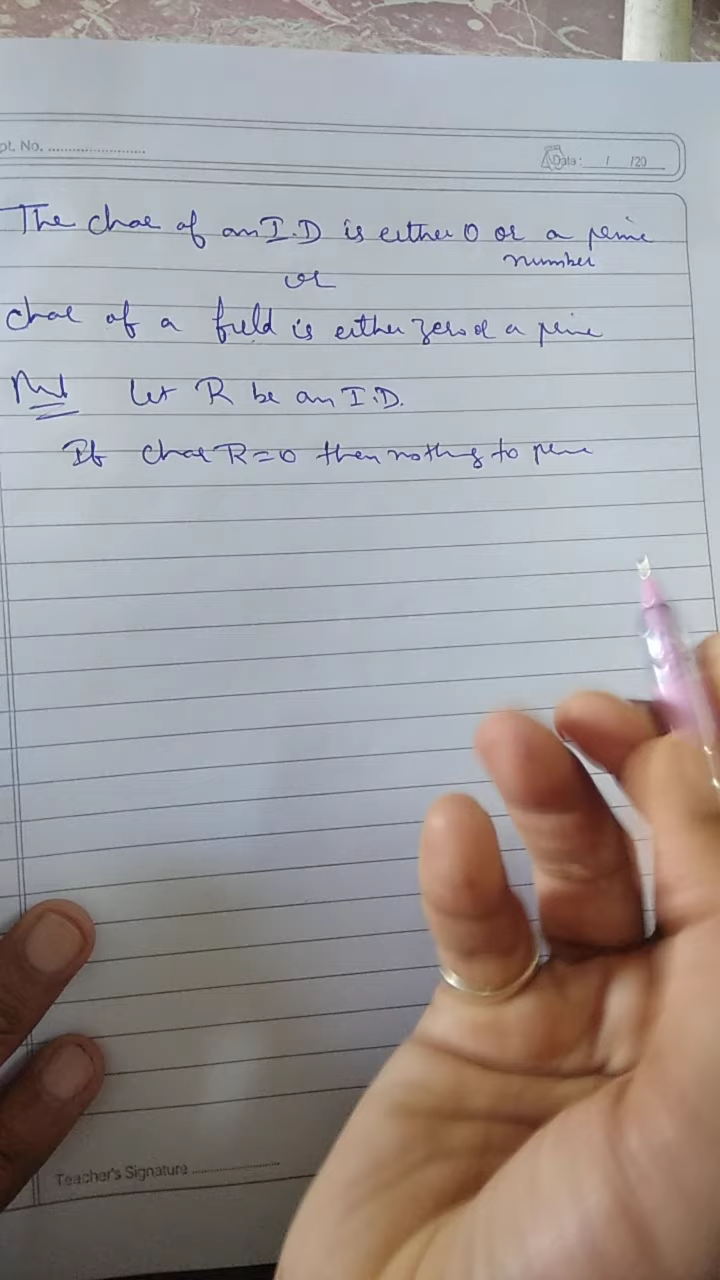 pt. No. ........................
Date : / /20
The char of an I.D is either 0 or a prime
number
or
char of a field is either zero or a prime
Proof Let R be an I.D.
If char R = 0 then nothing to prove
Teacher's Signature ........................